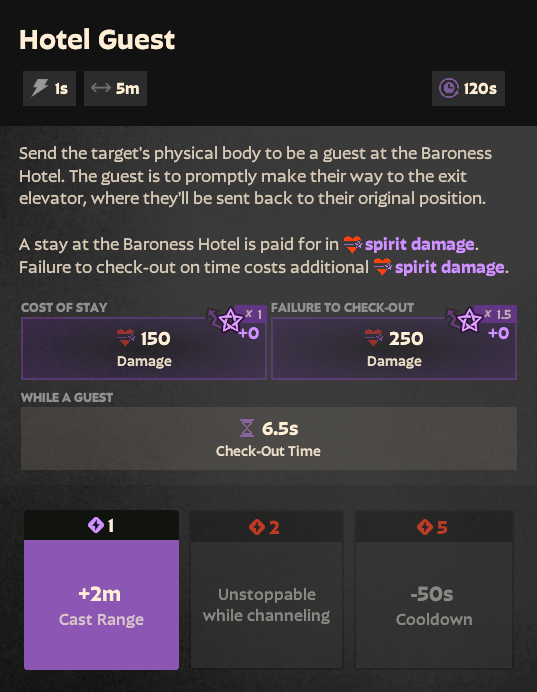 Hotel Guest
1s 5m 120s
Send the target's physical body to be a guest at the Baroness
Hotel. The guest is to promptly make their way to the exit
elevator, where they'll be sent back to their original position.
A stay at the Baroness Hotel is paid for in spirit damage.
Failure to check-out on time costs additional spirit damage.
COST OF STAY
x 1
+0
150
Damage
FAILURE TO CHECK-OUT
x 1.5
+0
250
Damage
WHILE A GUEST
6.5s
Check-Out Time
1
+2m
Cast Range
2
Unstoppable
while channeling
5
-50s
Cooldown